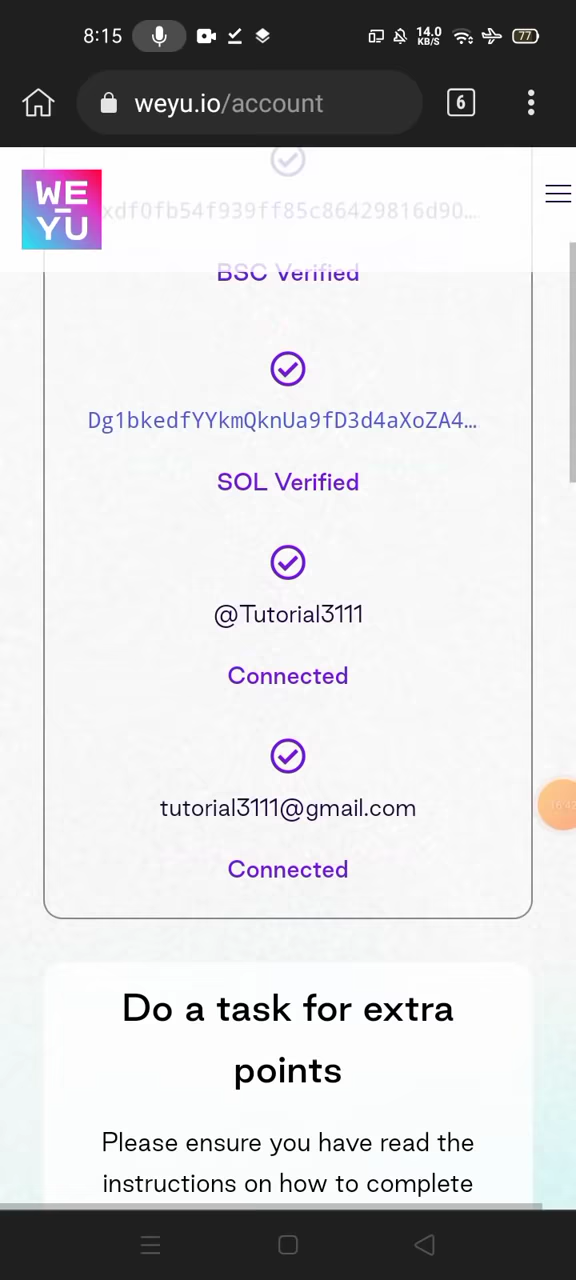 8:15
14.0
KB/S
77
weyu.io/account
6
WE
YU
xdf0fb54f939ff85c86429816d90…
BSC Verified
Dg1bkedfYYkmQknUa9fD3d4aXoZA4…
SOL Verified
@Tutorial3111
Connected
tutorial3111@gmail.com
Connected
Do a task for extra
points
Please ensure you have read the
instructions on how to complete